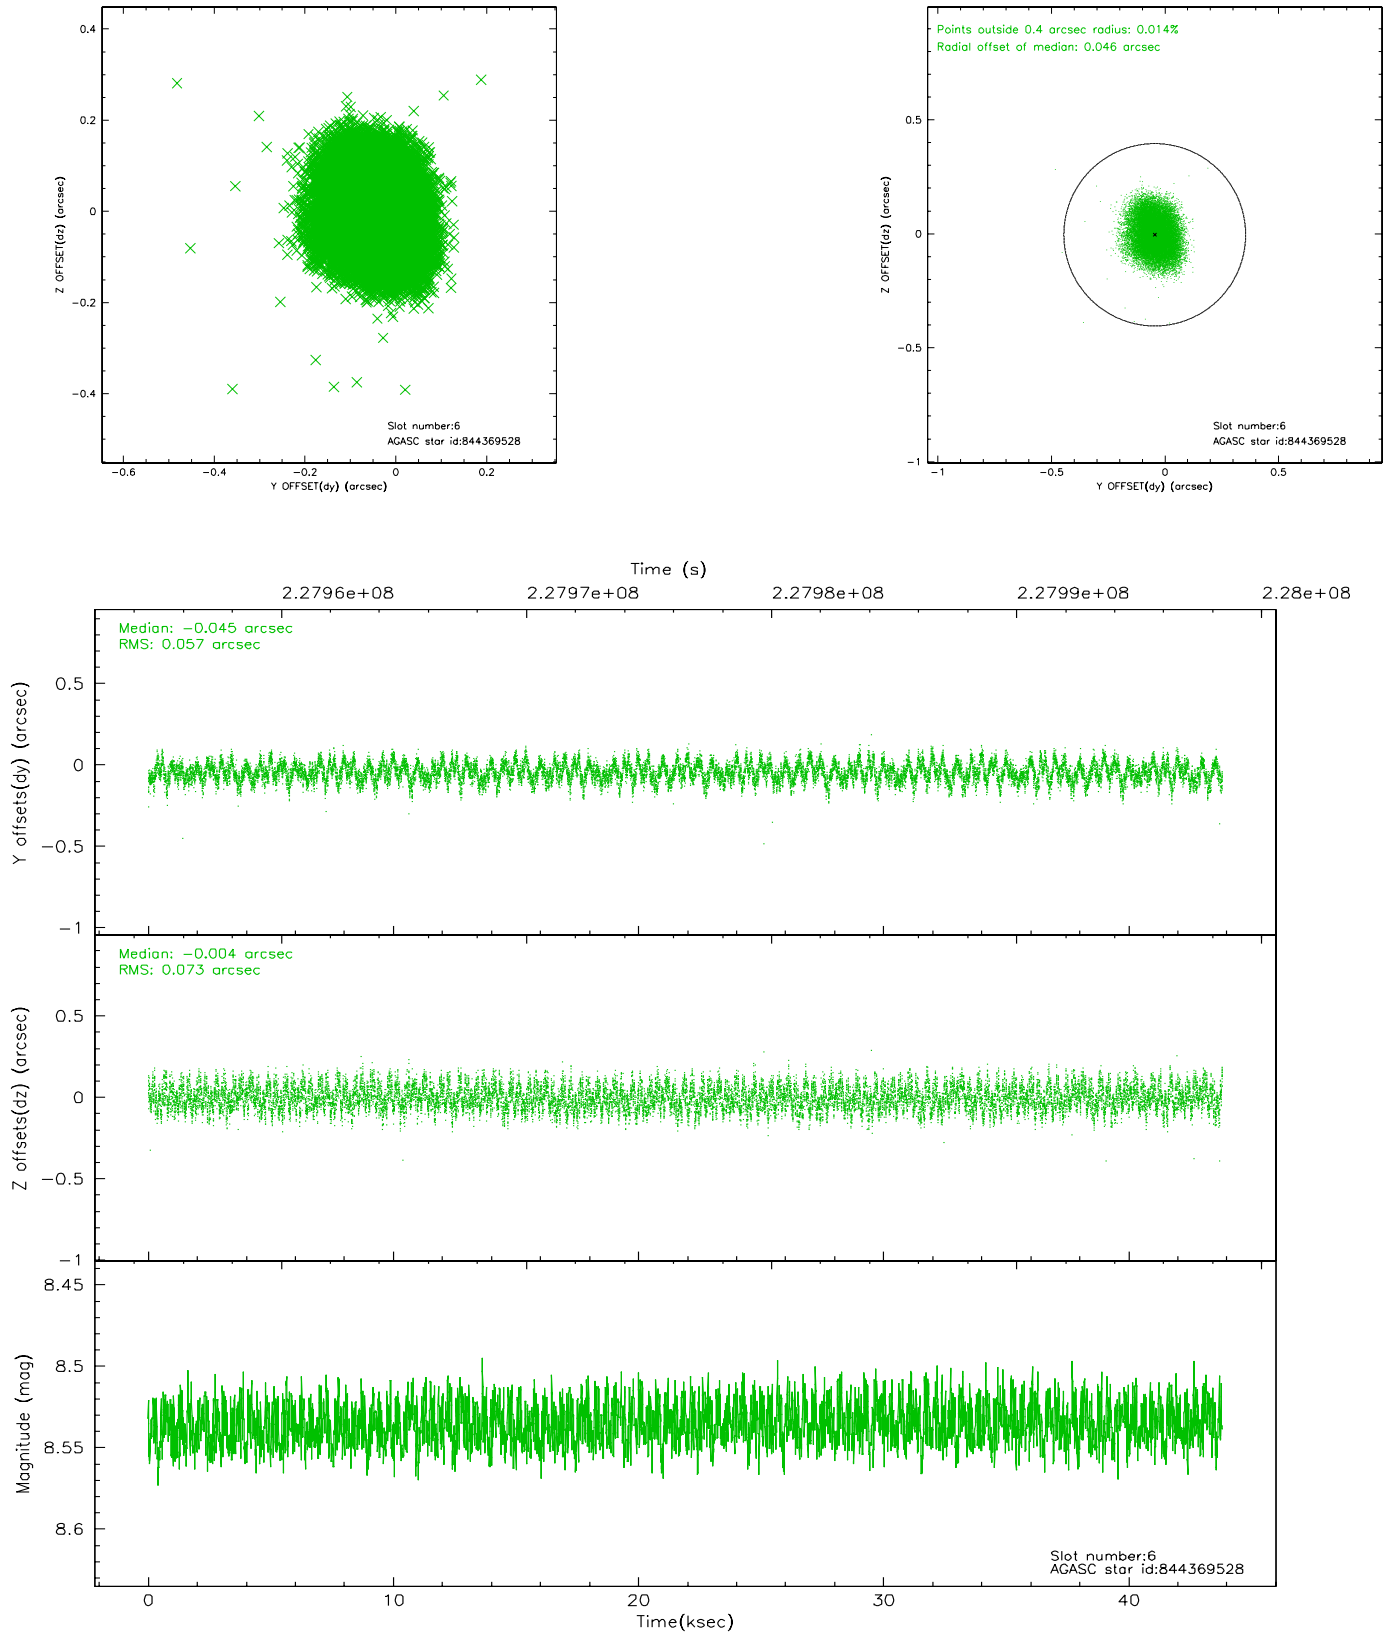 0.4
0.2
0
−0.2
−0.4
Z OFFSET(dz) (arcsec)
Slot number:6
AGASC star id:844369528
−0.6
−0.4
−0.2
0
0.2
Y OFFSET(dy) (arcsec)
Points outside 0.4 arcsec radius: 0.014%
Radial offset of median: 0.046 arcsec
0.5
0
−0.5
−1
Z OFFSET(dz) (arcsec)
Slot number:6
AGASC star id:844369528
−1
−0.5
0
0.5
Y OFFSET(dy) (arcsec)
Time (s)
2.2796e+08
2.2797e+08
2.2798e+08
2.2799e+08
2.28e+08
Median: −0.045 arcsec
RMS: 0.057 arcsec
0.5
0
−0.5
−1
Y offsets(dy) (arcsec)
Median: −0.004 arcsec
RMS: 0.073 arcsec
0.5
0
−0.5
−1
Z offsets(dz) (arcsec)
8.45
8.5
8.55
8.6
Magnitude (mag)
Slot number:6
AGASC star id:844369528
0
10
20
30
40
Time(ksec)